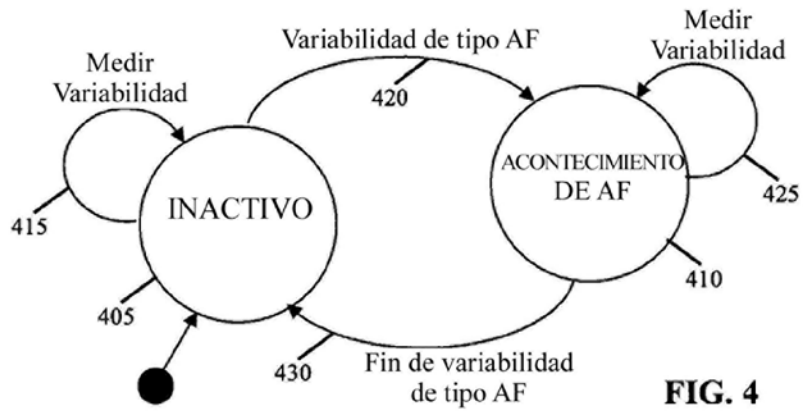 Variabilidad de tipo AF
420
Medir
Variabilidad
Medir
Variabilidad
INACTIVO
ACONTECIMIENTO
DE AF
415
425
405
410
430
Fin de variabilidad
de tipo AF
FIG. 4